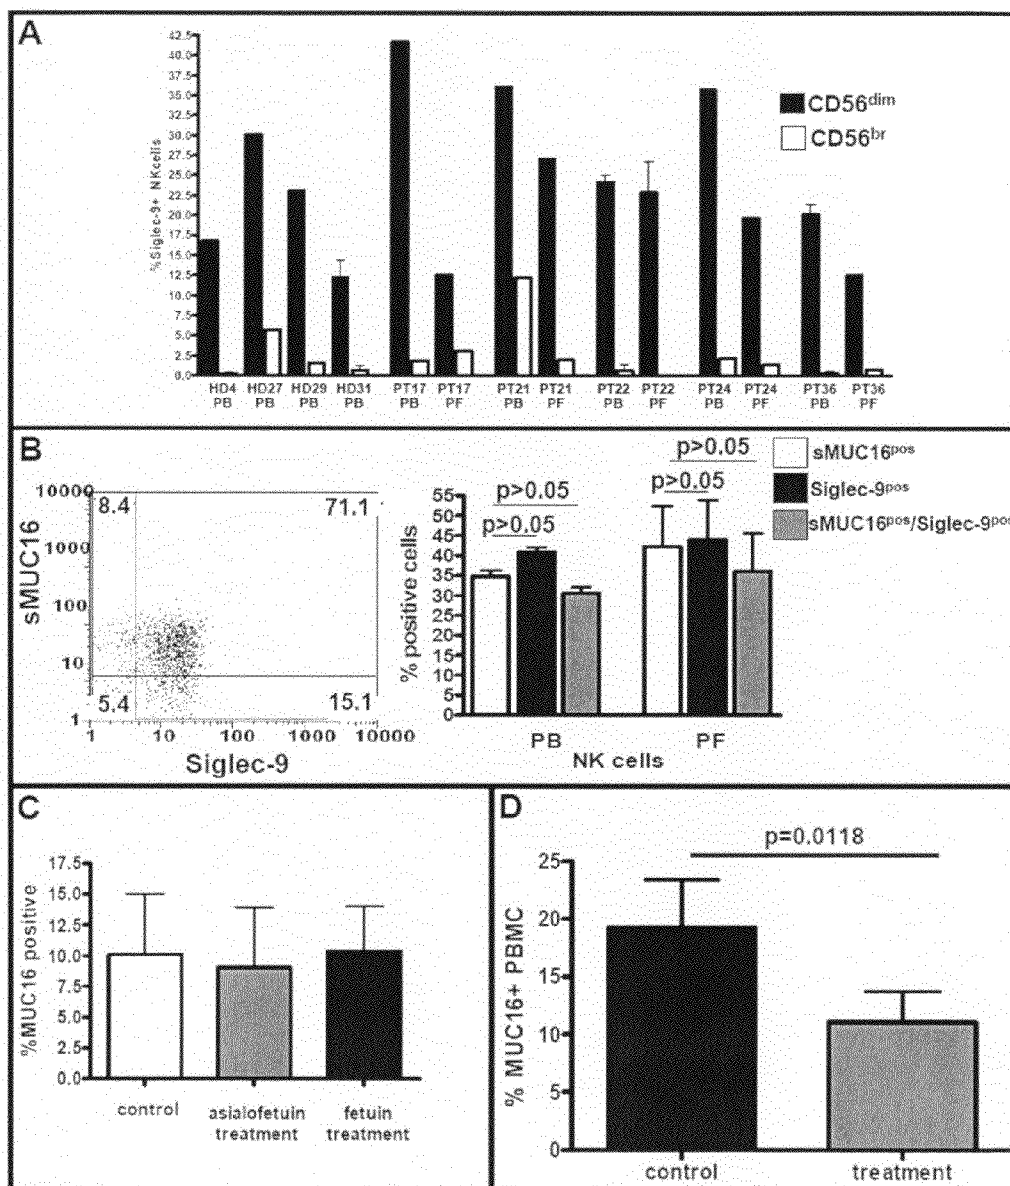 A
42.5
40.0
37.5
35.0
32.5
30.0
27.5
25.0
22.5
20.0
17.5
15.0
12.5
10.0
7.5
5.0
2.5
0.0
%Siglec-9+ NKcells
CD56dim
CD56br
HD4 HD27 HD29 HD31 PT17 PT17 PT21 PT21 PT22 PT22 PT24 PT24 PT36 PT36
PB PB PB PB PB PF PB PF PB PF PB PF PB PF
B
sMUC16
10000
1000
100
10
1
8.4 71.1
5.4 15.1
1 10 100 1000 10000
Siglec-9
% positive cells
55
50
45
40
35
30
25
20
15
10
5
0
p>0.05
p>0.05
p>0.05
p>0.05
sMUC16pos
Siglec-9pos
sMUC16pos/Siglec-9pos
PB PF
NK cells
C
%MUC16 positive
17.5
15.0
12.5
10.0
7.5
5.0
2.5
0.0
control asialofetuin fetuin
treatment treatment
D
p=0.0118
% MUC16+ PBMC
25
20
15
10
5
0
control treatment